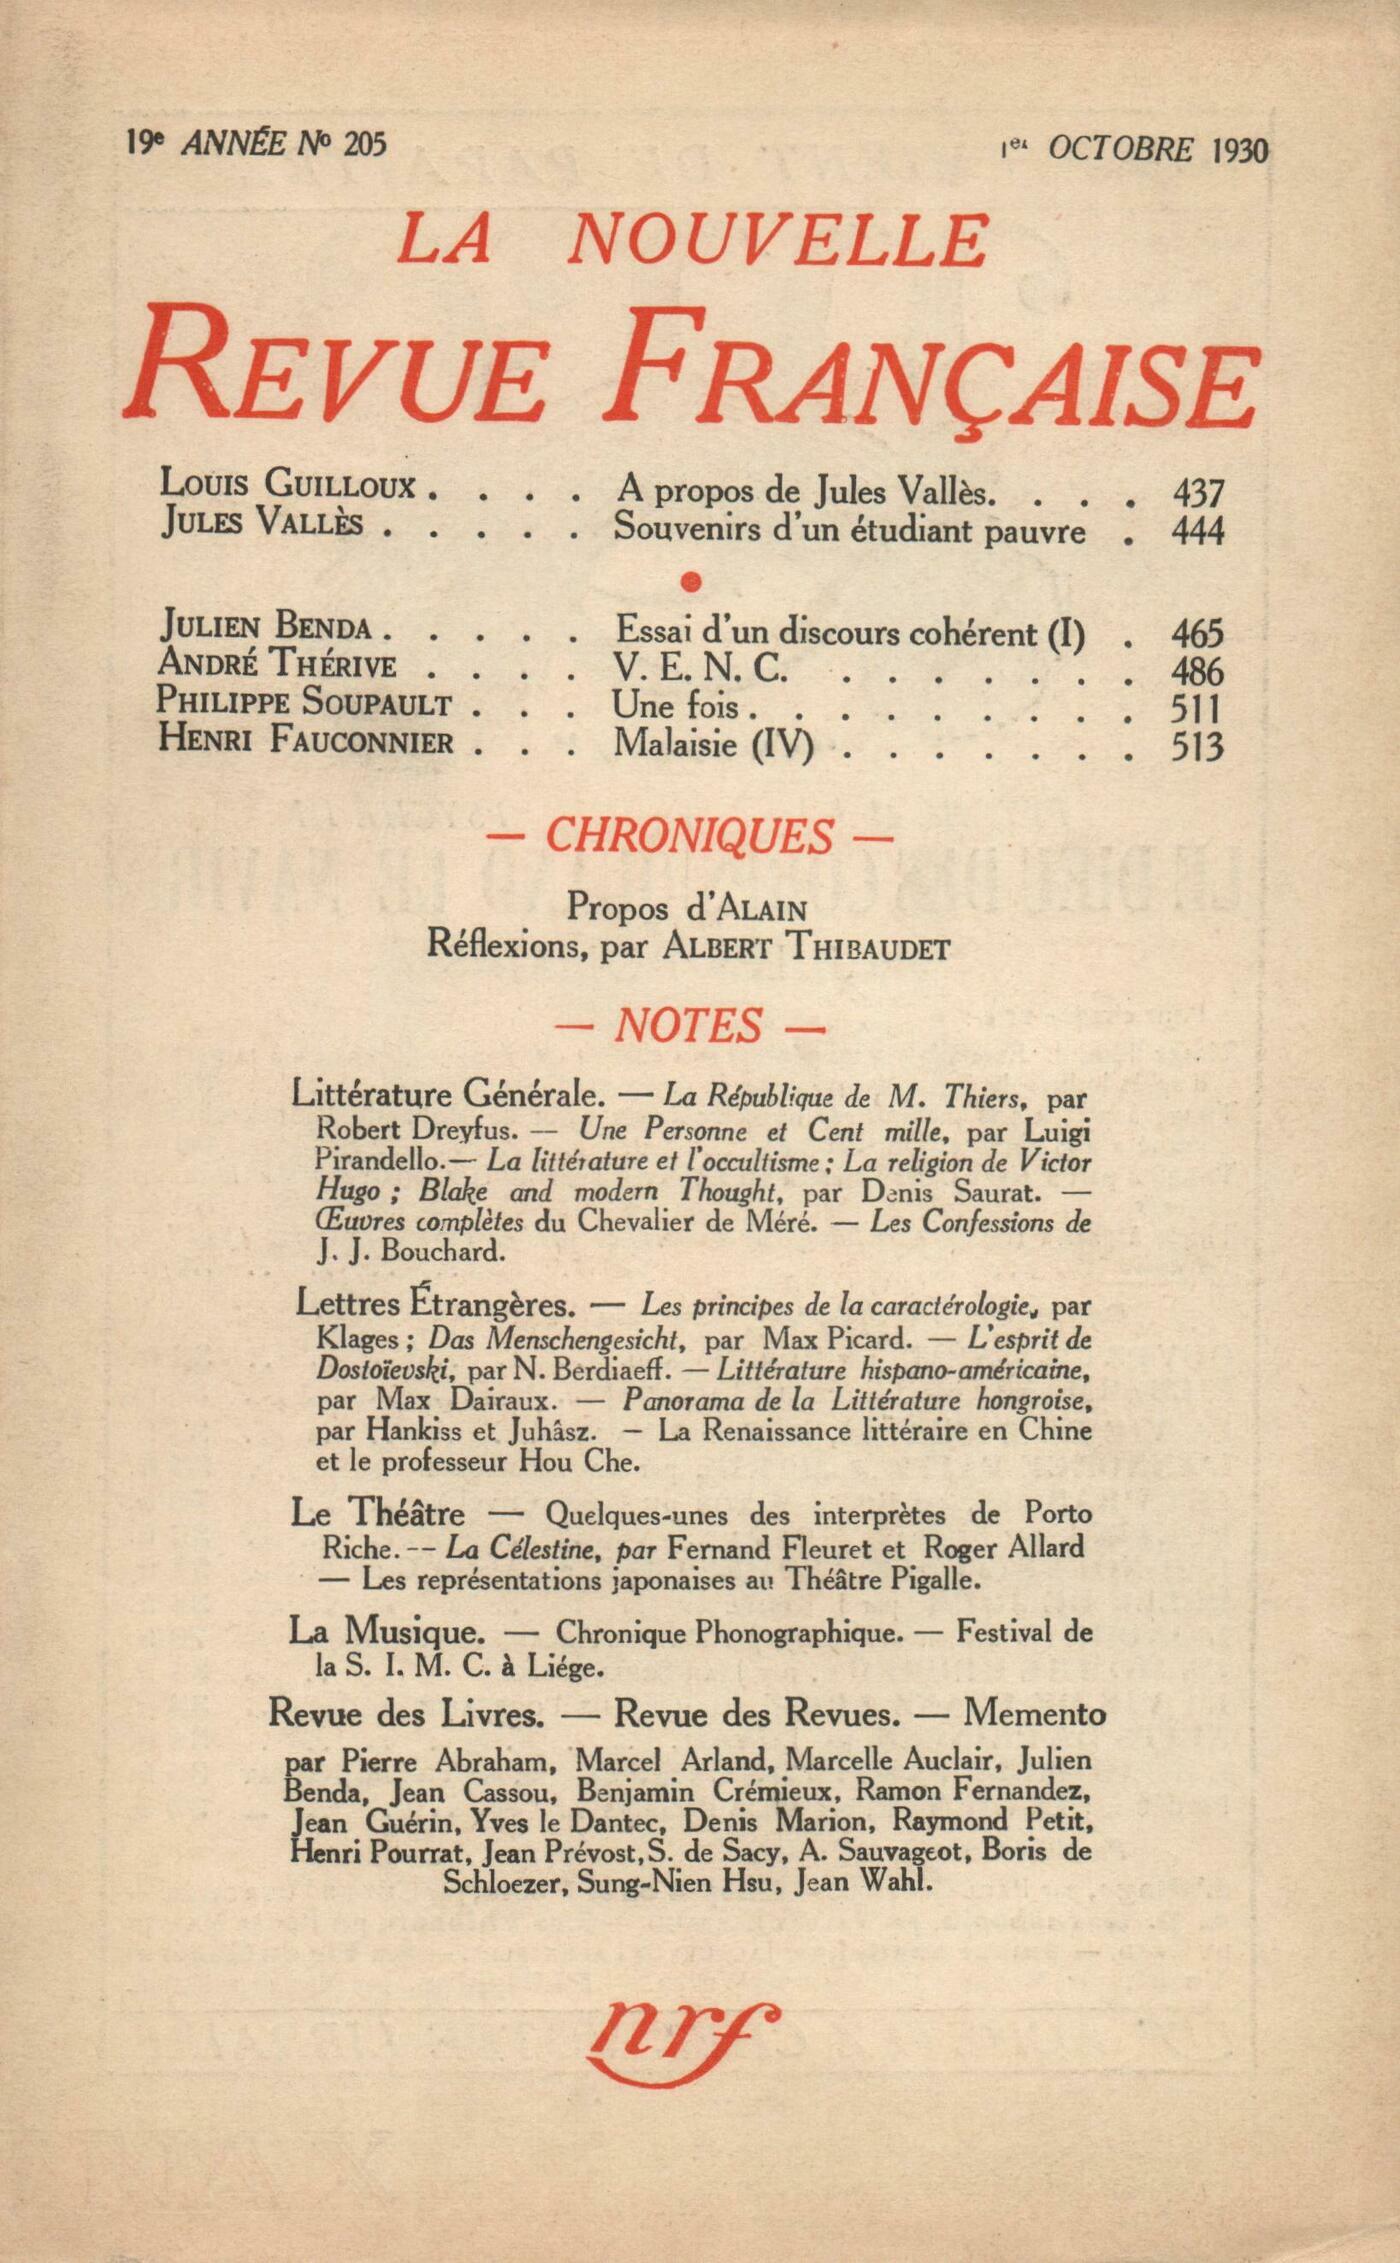 19e ANNÉE No 205 1er OCTOBRE 1930
LA NOUVELLE
REVUE FRANÇAISE
LOUIS GUILLOUX . . . . A propos de Jules Vallès. . . . 437
JULES VALLÈS . . . . . Souvenirs d'un étudiant pauvre . 444
JULIEN BENDA . . . . . Essai d'un discours cohérent (I) . 465
ANDRÉ THÉRIVE . . . . V. E. N. C. . . . . . . . 486
PHILIPPE SOUPAULT . . . Une fois . . . . . . . . . 511
HENRI FAUCONNIER . . . Malaisie (IV) . . . . . . . 513
— CHRONIQUES —
Propos d'ALAIN
Réflexions, par ALBERT THIBAUDET
— NOTES —
Littérature Générale. — La République de M. Thiers, par
Robert Dreyfus. — Une Personne et Cent mille, par Luigi
Pirandello. — La littérature et l'occultisme ; La religion de Victor
Hugo ; Blake and modern Thought, par Denis Saurat. —
Œuvres complètes du Chevalier de Méré. — Les Confessions de
J. J. Bouchard.
Lettres Étrangères. — Les principes de la caractérologie, par
Klages ; Das Menschengesicht, par Max Picard. — L'esprit de
Dostoïevski, par N. Berdiaeff. — Littérature hispano-américaine,
par Max Dairaux. — Panorama de la Littérature hongroise,
par Hankiss et Juhâsz. — La Renaissance littéraire en Chine
et le professeur Hou Che.
Le Théâtre — Quelques-unes des interprètes de Porto
Riche. -- La Célestine, par Fernand Fleuret et Roger Allard
— Les représentations japonaises au Théâtre Pigalle.
La Musique. — Chronique Phonographique. — Festival de
la S. I. M. C. à Liége.
Revue des Livres. — Revue des Revues. — Memento
par Pierre Abraham, Marcel Arland, Marcelle Auclair, Julien
Benda, Jean Cassou, Benjamin Crémieux, Ramon Fernandez,
Jean Guérin, Yves le Dantec, Denis Marion, Raymond Petit,
Henri Pourrat, Jean Prévost, S. de Sacy, A. Sauvageot, Boris de
Schloezer, Sung-Nien Hsu, Jean Wahl.
nrf